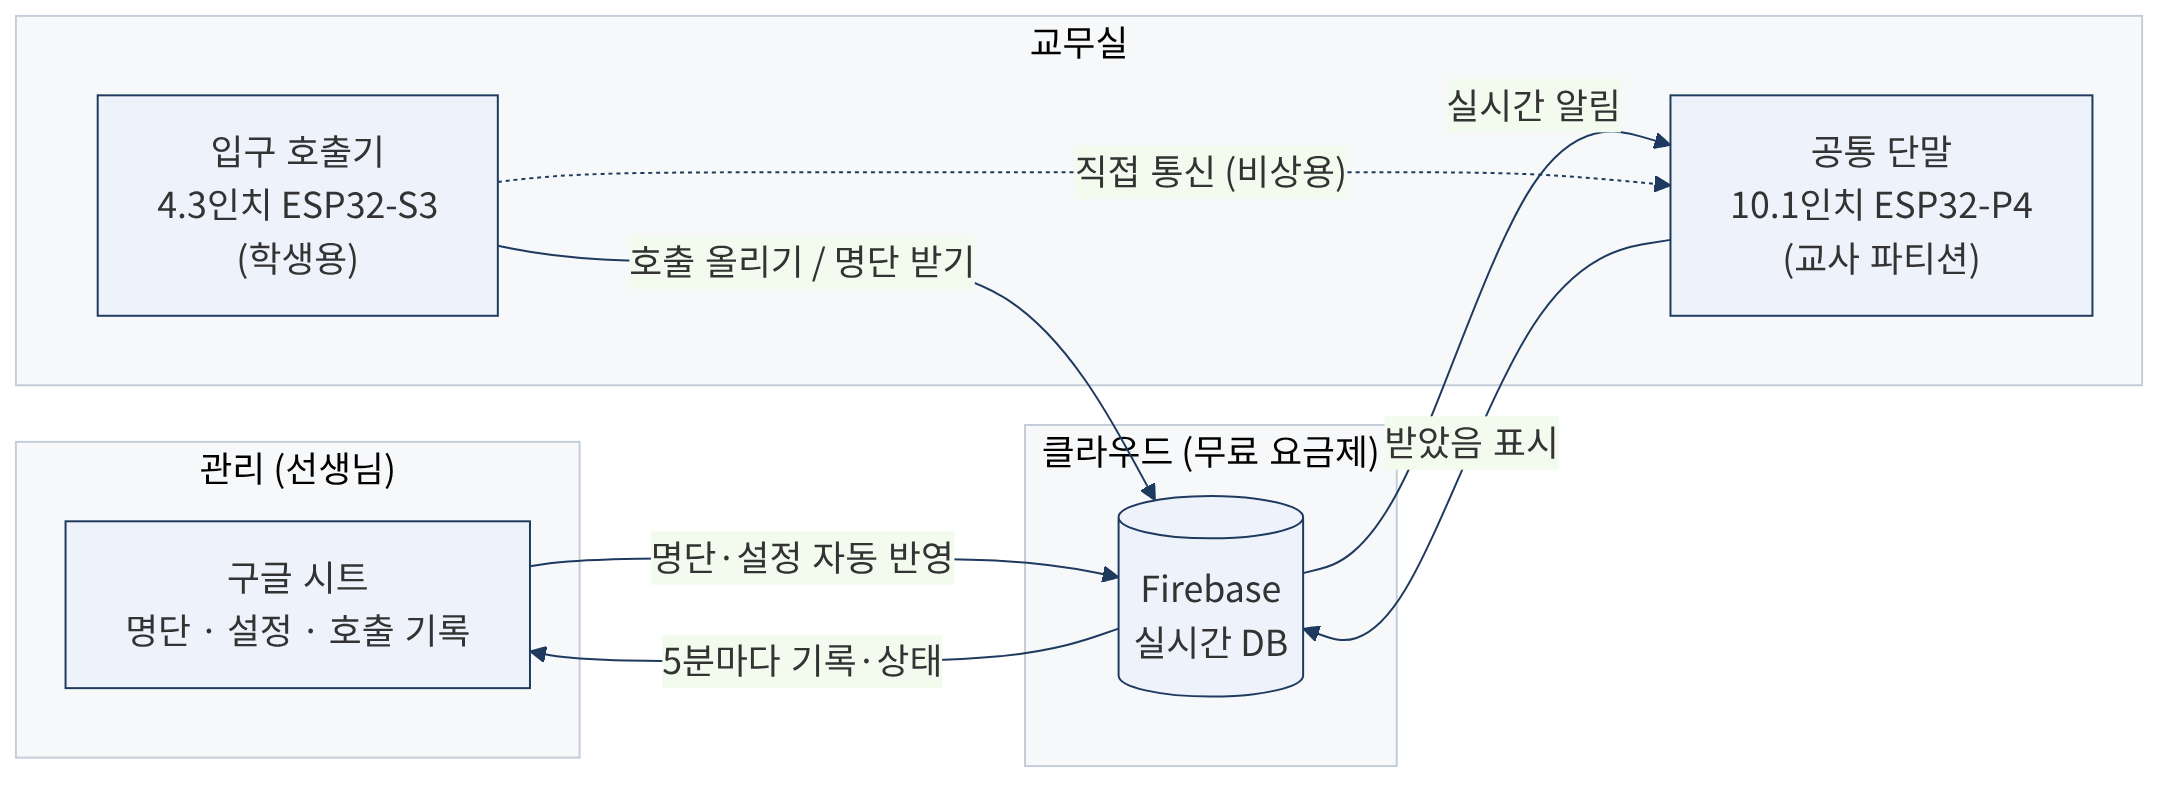 교무실
입구 호출기
4.3인치 ESP32-S3
(학생용)
직접 통신 (비상용)
호출 올리기 / 명단 받기
실시간 알림
공통 단말
10.1인치 ESP32-P4
(교사 파티션)
받았음 표시
관리 (선생님)
구글 시트
명단 · 설정 · 호출 기록
명단·설정 자동 반영
5분마다 기록·상태
클라우드 (무료 요금제)
Firebase
실시간 DB